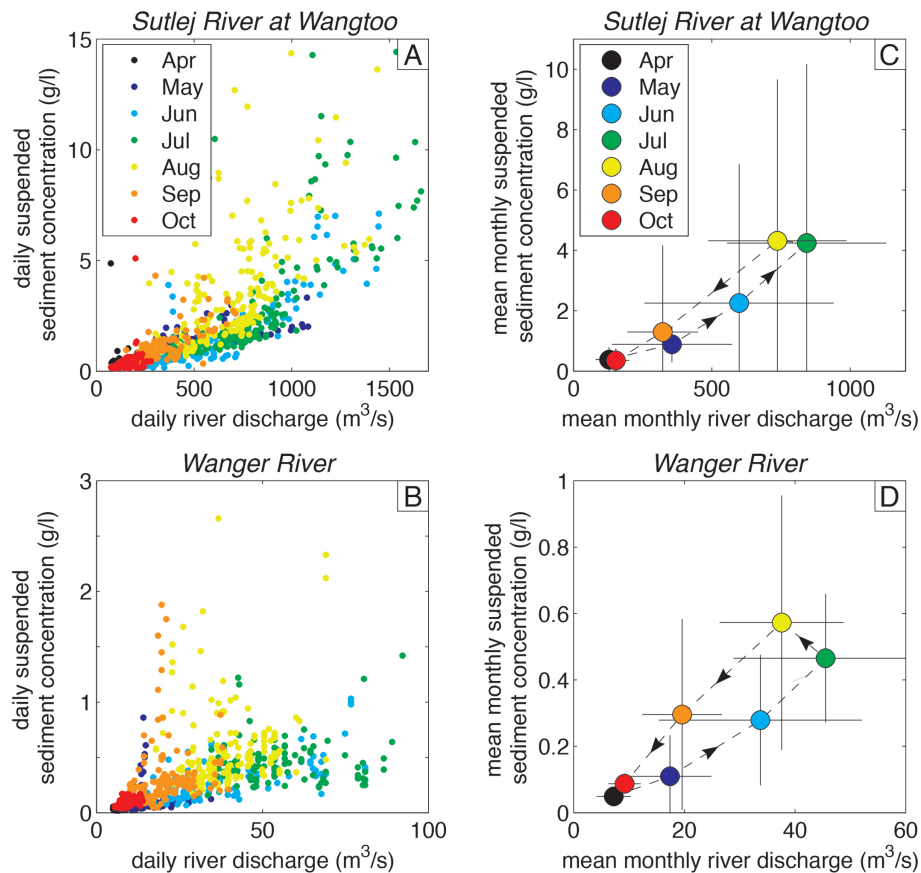 Sutlej River at Wangtoo
A
15
10
5
0
daily suspended
sediment concentration (g/l)
Apr
May
Jun
Jul
Aug
Sep
Oct
0
500
1000
1500
daily river discharge (m³/s)
Sutlej River at Wangtoo
C
10
8
6
4
2
0
mean monthly suspended
sediment concentration (g/l)
Apr
May
Jun
Jul
Aug
Sep
Oct
0
500
1000
mean monthly river discharge (m³/s)
Wanger River
B
3
2
1
0
daily suspended
sediment concentration (g/l)
0
50
100
daily river discharge (m³/s)
Wanger River
D
1
0.8
0.6
0.4
0.2
0
mean monthly suspended
sediment concentration (g/l)
0
20
40
60
mean monthly river discharge (m³/s)